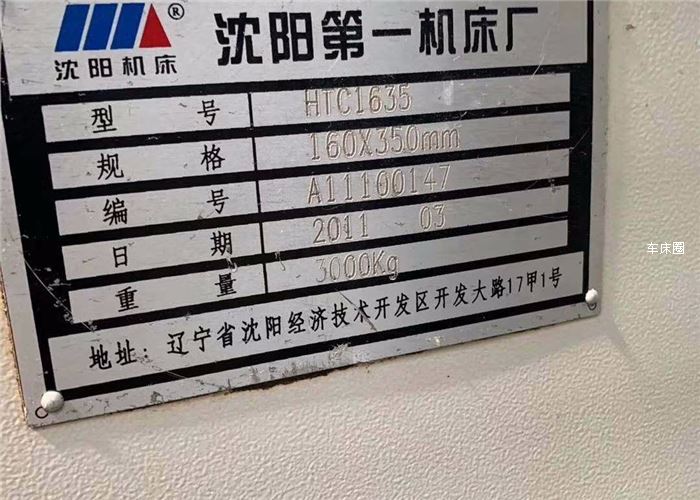 沈阳机床® 沈阳第一机床厂
型号 HTC1635
规格 160X350mm
编号 A11100147
日期 2011 03
重量 3000Kg
地址：辽宁省沈阳经济技术开发区开发大路17甲1号
车床圈